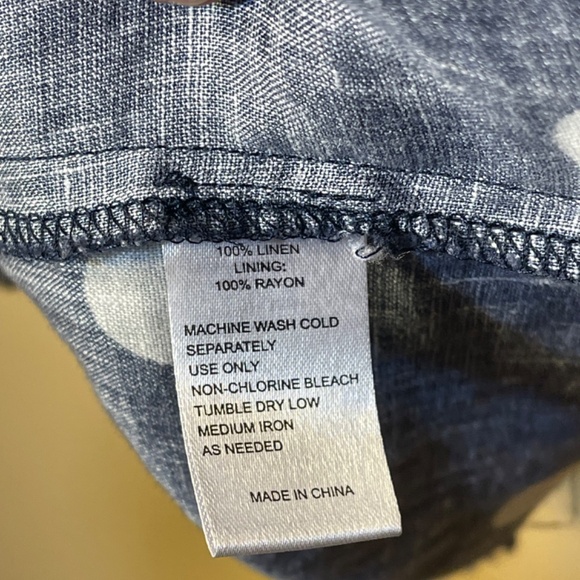 100% LINEN
LINING:
100% RAYON
MACHINE WASH COLD
SEPARATELY
USE ONLY
NON-CHLORINE BLEACH
TUMBLE DRY LOW
MEDIUM IRON
AS NEEDED
MADE IN CHINA